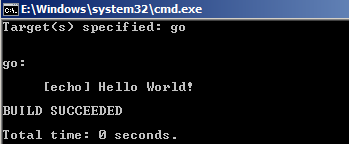 E:\Windows\system32\cmd.exe
Target(s) specified: go
go:
[echo] Hello World!
BUILD SUCCEEDED
Total time: 0 seconds.